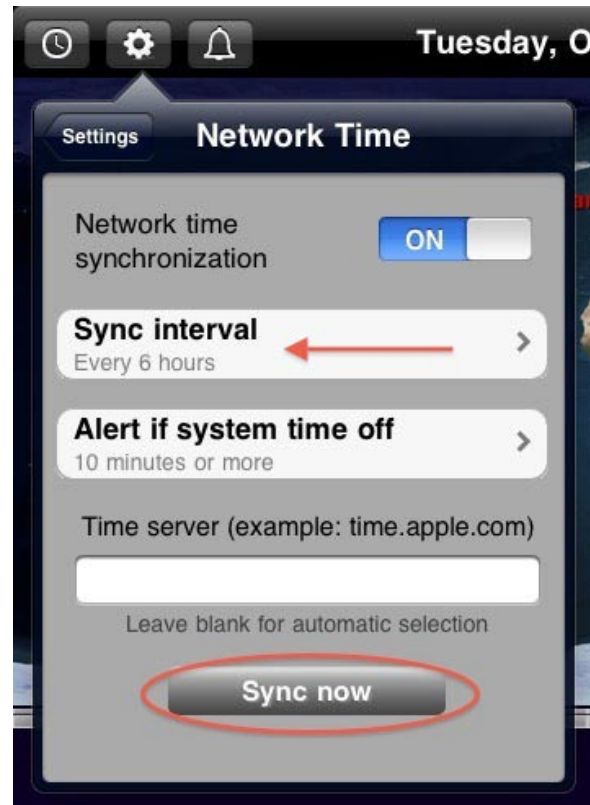 Tuesday, O
Settings
Network Time
Network time
synchronization
ON
Sync interval
Every 6 hours
Alert if system time off
10 minutes or more
Time server (example: time.apple.com)
Leave blank for automatic selection
Sync now